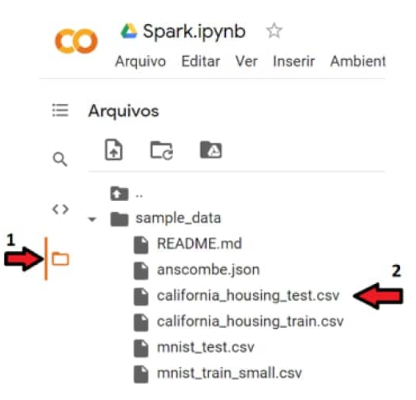 CO
Spark.ipynb
Arquivo Editar Ver Inserir Ambient
Arquivos
..
sample_data
README.md
1
anscombe.json
2
california_housing_test.csv
california_housing_train.csv
mnist_test.csv
mnist_train_small.csv